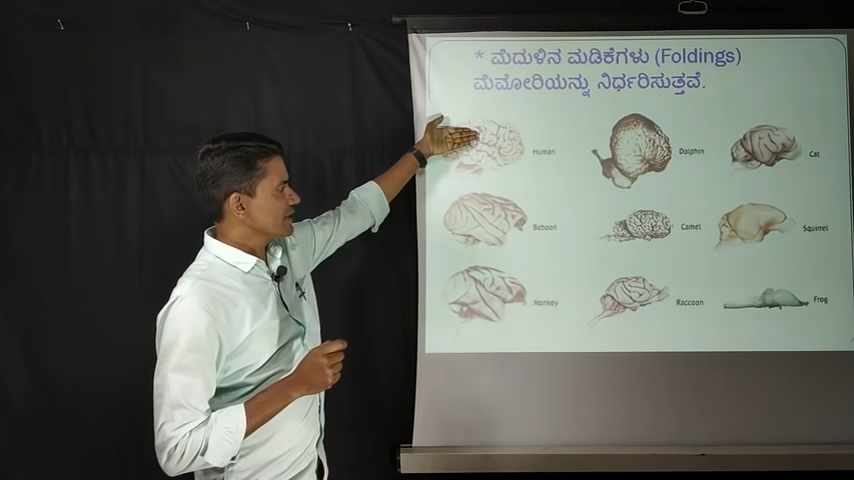 * ಮೆದುಳಿನ ಮಡಿಕೆಗಳು (Foldings)
ಮೆಮೋರಿಯನ್ನು ನಿರ್ಧರಿಸುತ್ತವೆ.
Human Dolphin Cat
Baboon Camel Squirrel
Monkey Raccoon Frog